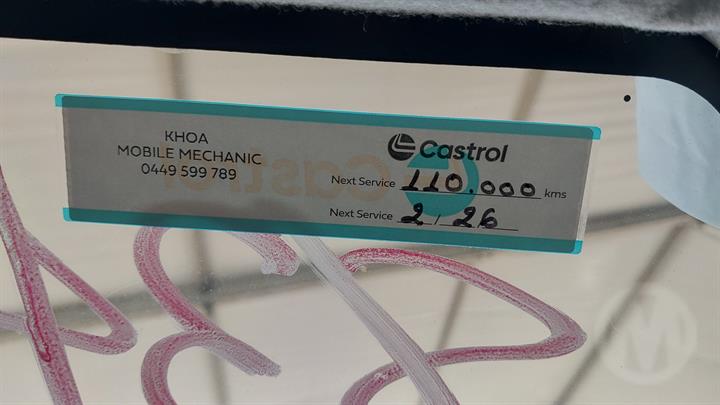 KHOA
MOBILE MECHANIC
0449 599 789
Castrol
Next Service 110.000 kms
Next Service 2/26